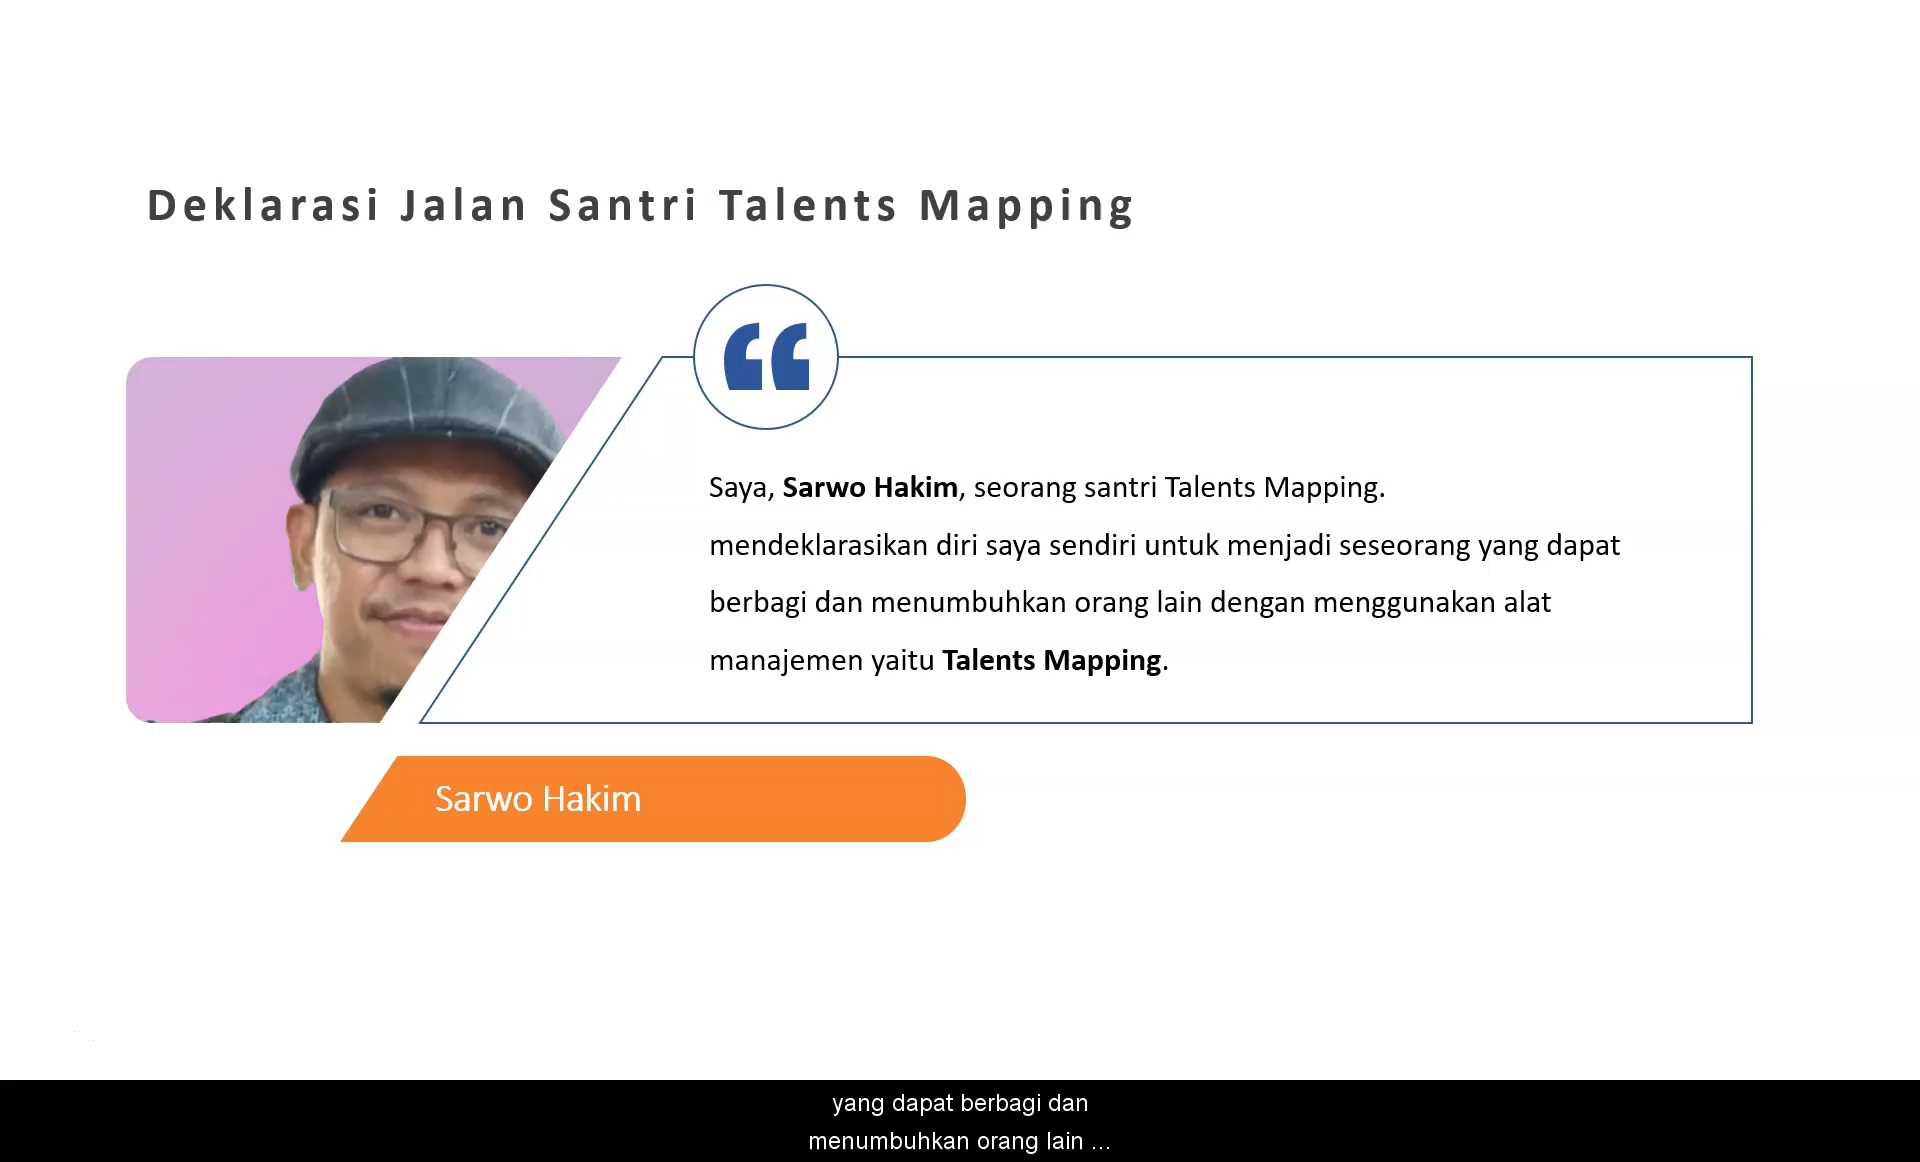 Deklarasi Jalan Santri Talents Mapping
“
Saya, Sarwo Hakim, seorang santri Talents Mapping.
mendeklarasikan diri saya sendiri untuk menjadi seseorang yang dapat
berbagi dan menumbuhkan orang lain dengan menggunakan alat
manajemen yaitu Talents Mapping.
Sarwo Hakim
yang dapat berbagi dan
menumbuhkan orang lain ...